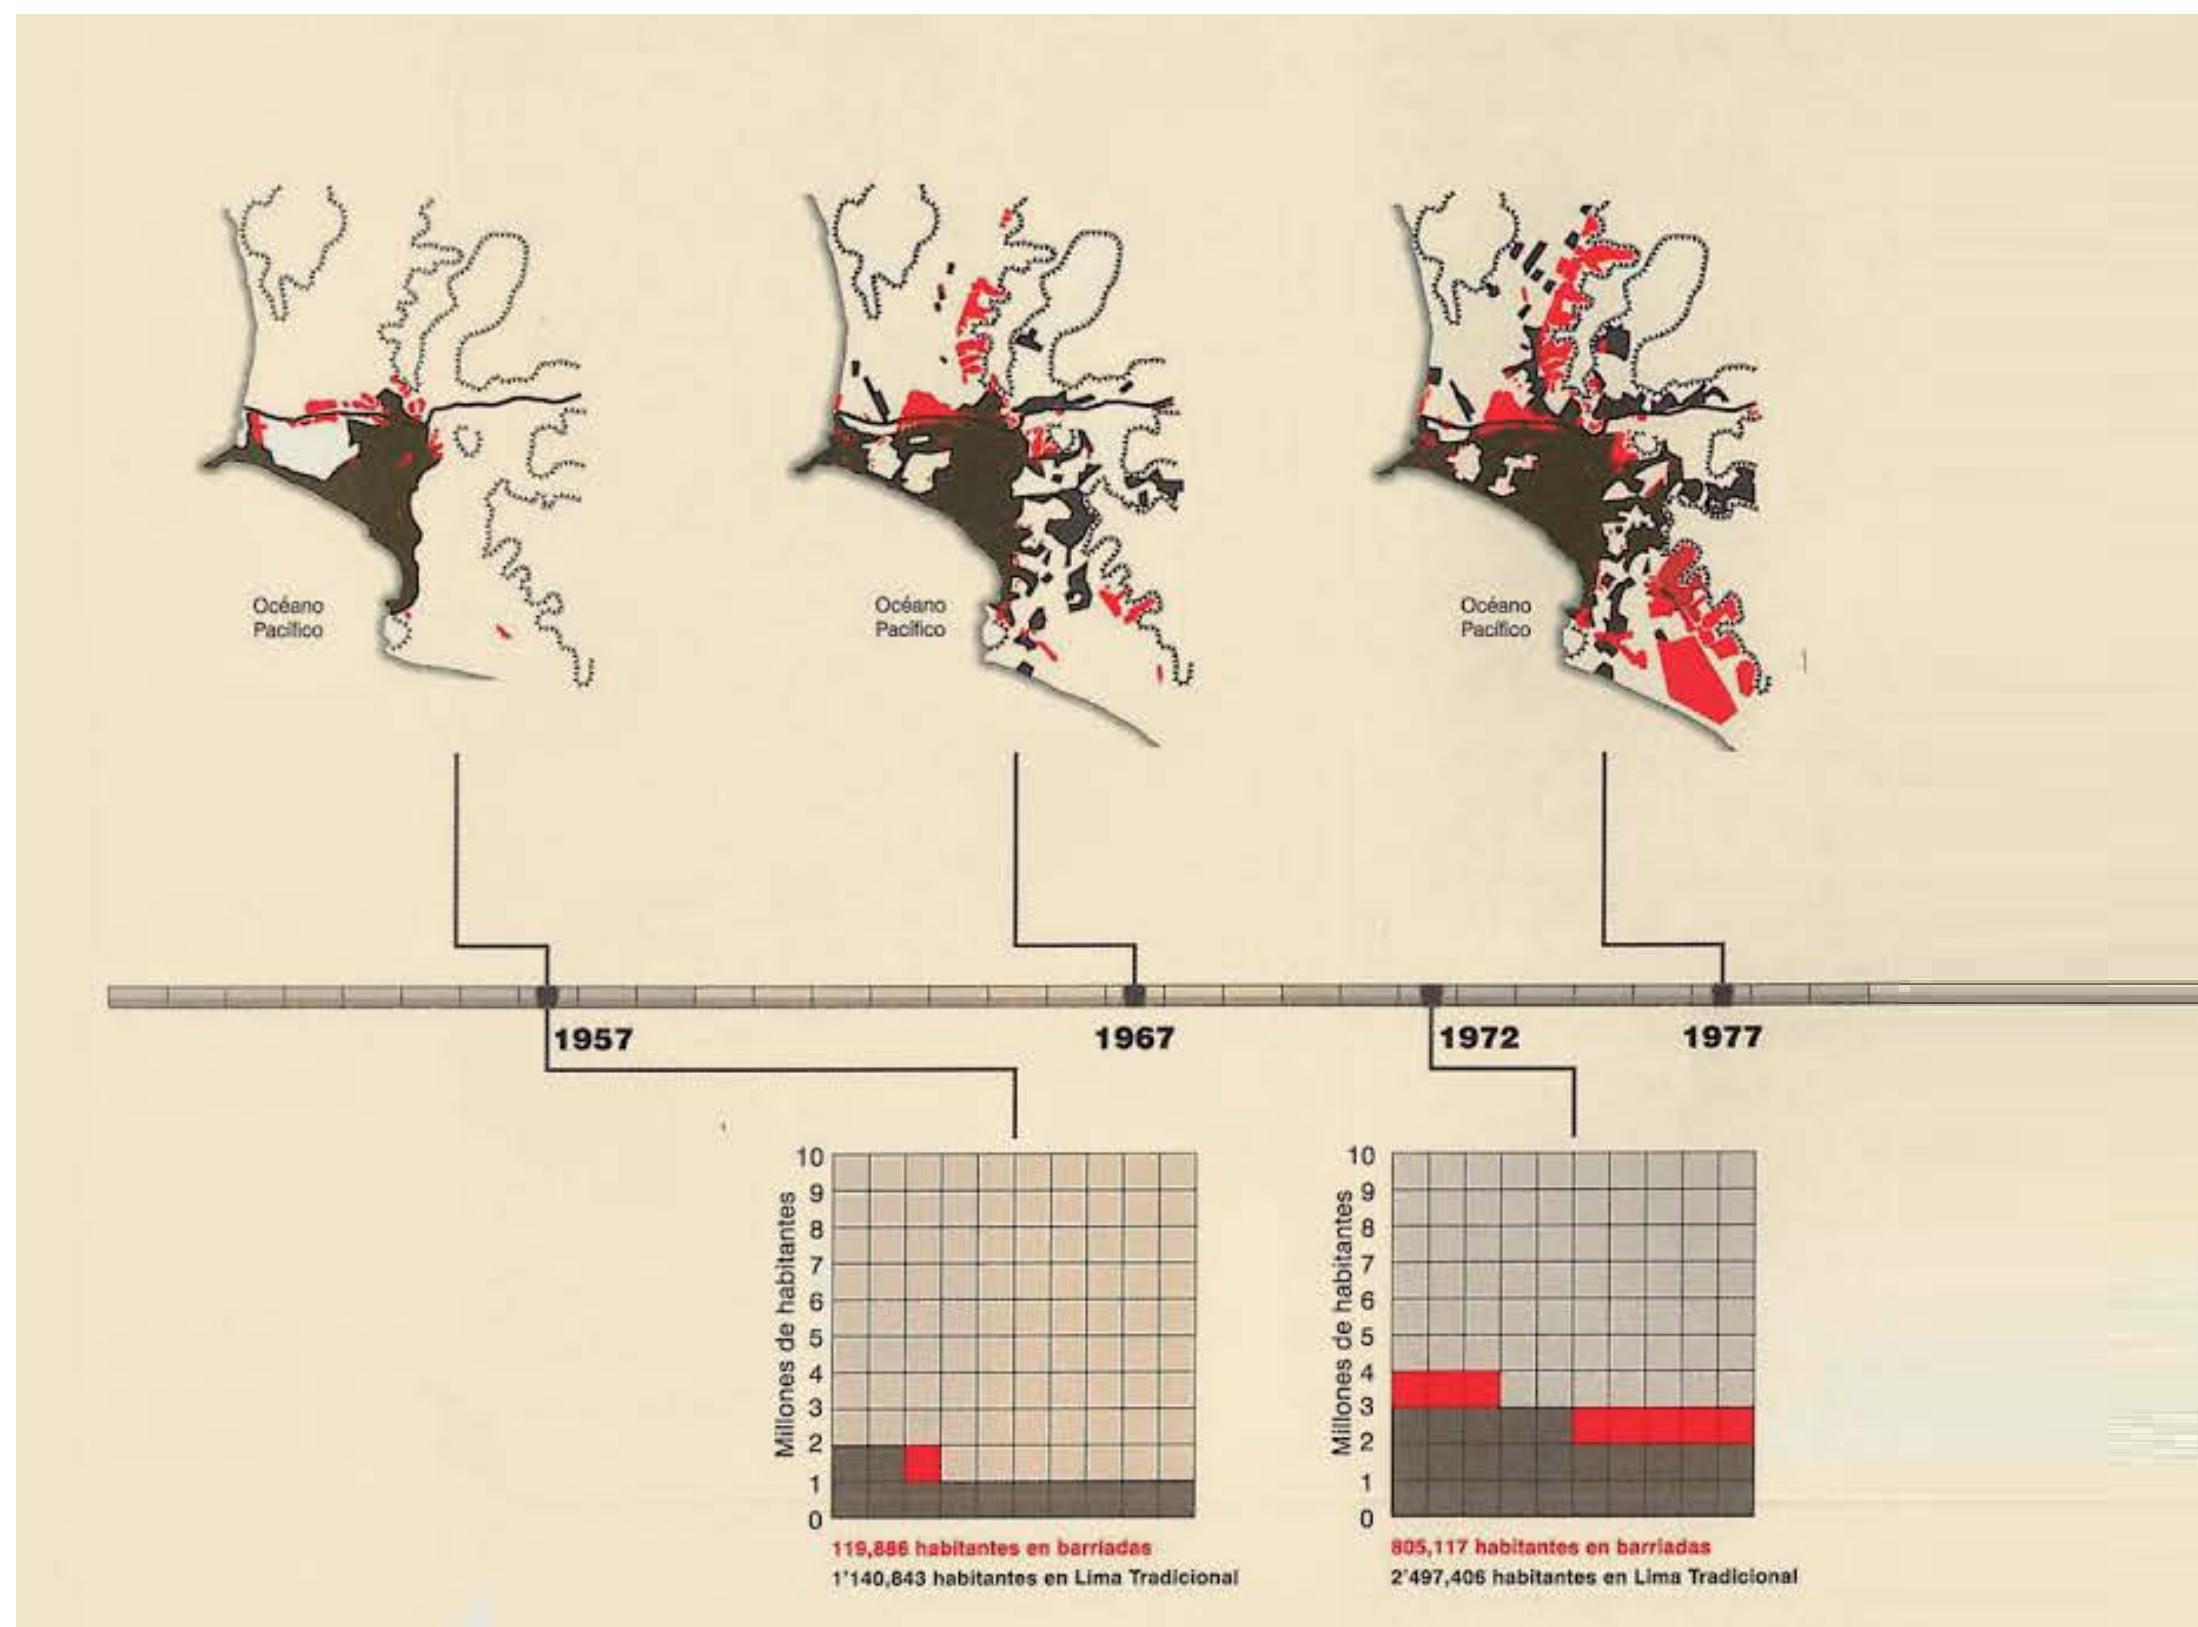 Océano
Pacífico
Océano
Pacífico
Océano
Pacífico
1957
1967
1972
1977
Millones de habitantes
10
9
8
7
6
5
4
3
2
1
0
119,886 habitantes en barriadas
1'140,843 habitantes en Lima Tradicional
Millones de habitantes
10
9
8
7
6
5
4
3
2
1
0
805,117 habitantes en barriadas
2'497,406 habitantes en Lima Tradicional